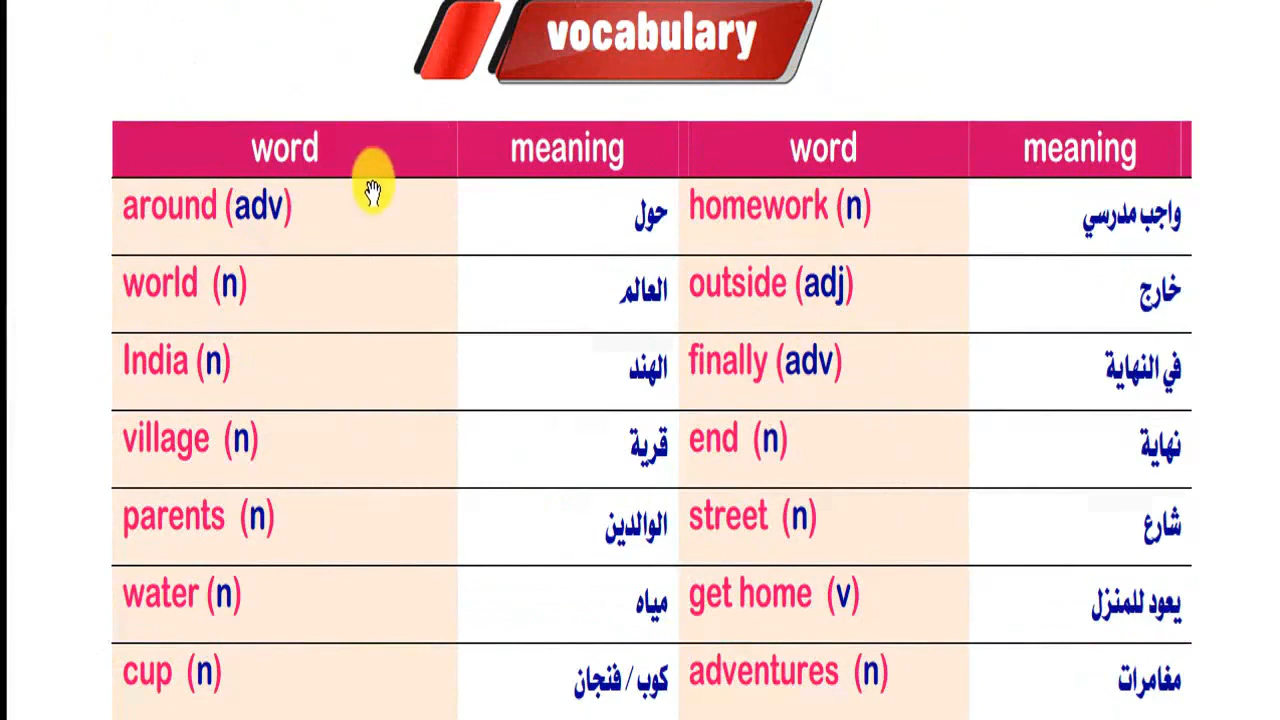 vocabulary
word meaning word meaning
around (adv) حول homework (n) واجب مدرسي
world (n) العالم outside (adj) خارج
India (n) الهند finally (adv) في النهاية
village (n) قرية end (n) نهاية
parents (n) الوالدين street (n) شارع
water (n) مياه get home (v) يعود للمنزل
cup (n) كوب / فنجان adventures (n) مغامرات